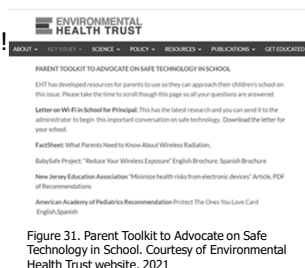 ENVIRONMENTAL
HEALTH TRUST
!
ABOUT KEY ISSUES SCIENCE POLICY RESOURCES PUBLICATIONS GET EDUCATED
PARENT TOOLKIT TO ADVOCATE ON SAFE TECHNOLOGY IN SCHOOL
EHT has developed resources for parents to use so they can approach their children's school on
this issue. Please take the time to scroll though this page so all your questions are answered.
Letter on Wi-Fi in School for Principal: This has the latest research and you can send it to the
administrator to begin this important conversation on safe technology. Download the letter for
your school.
FactSheet: What Parents Need to Know About Wireless Radiation,
BabySafe Project: "Reduce Your Wireless Exposure" English Brochure, Spanish Brochure
New Jersey Education Association "Minimize health risks from electronic devices" Article, PDF
of Recommendations
American Academy of Pediatrics Recommendation Protect The Ones You Love Card
English,Spanish
Figure 31. Parent Toolkit to Advocate on Safe
Technology in School. Courtesy of Environmental
Health Trust website, 2021